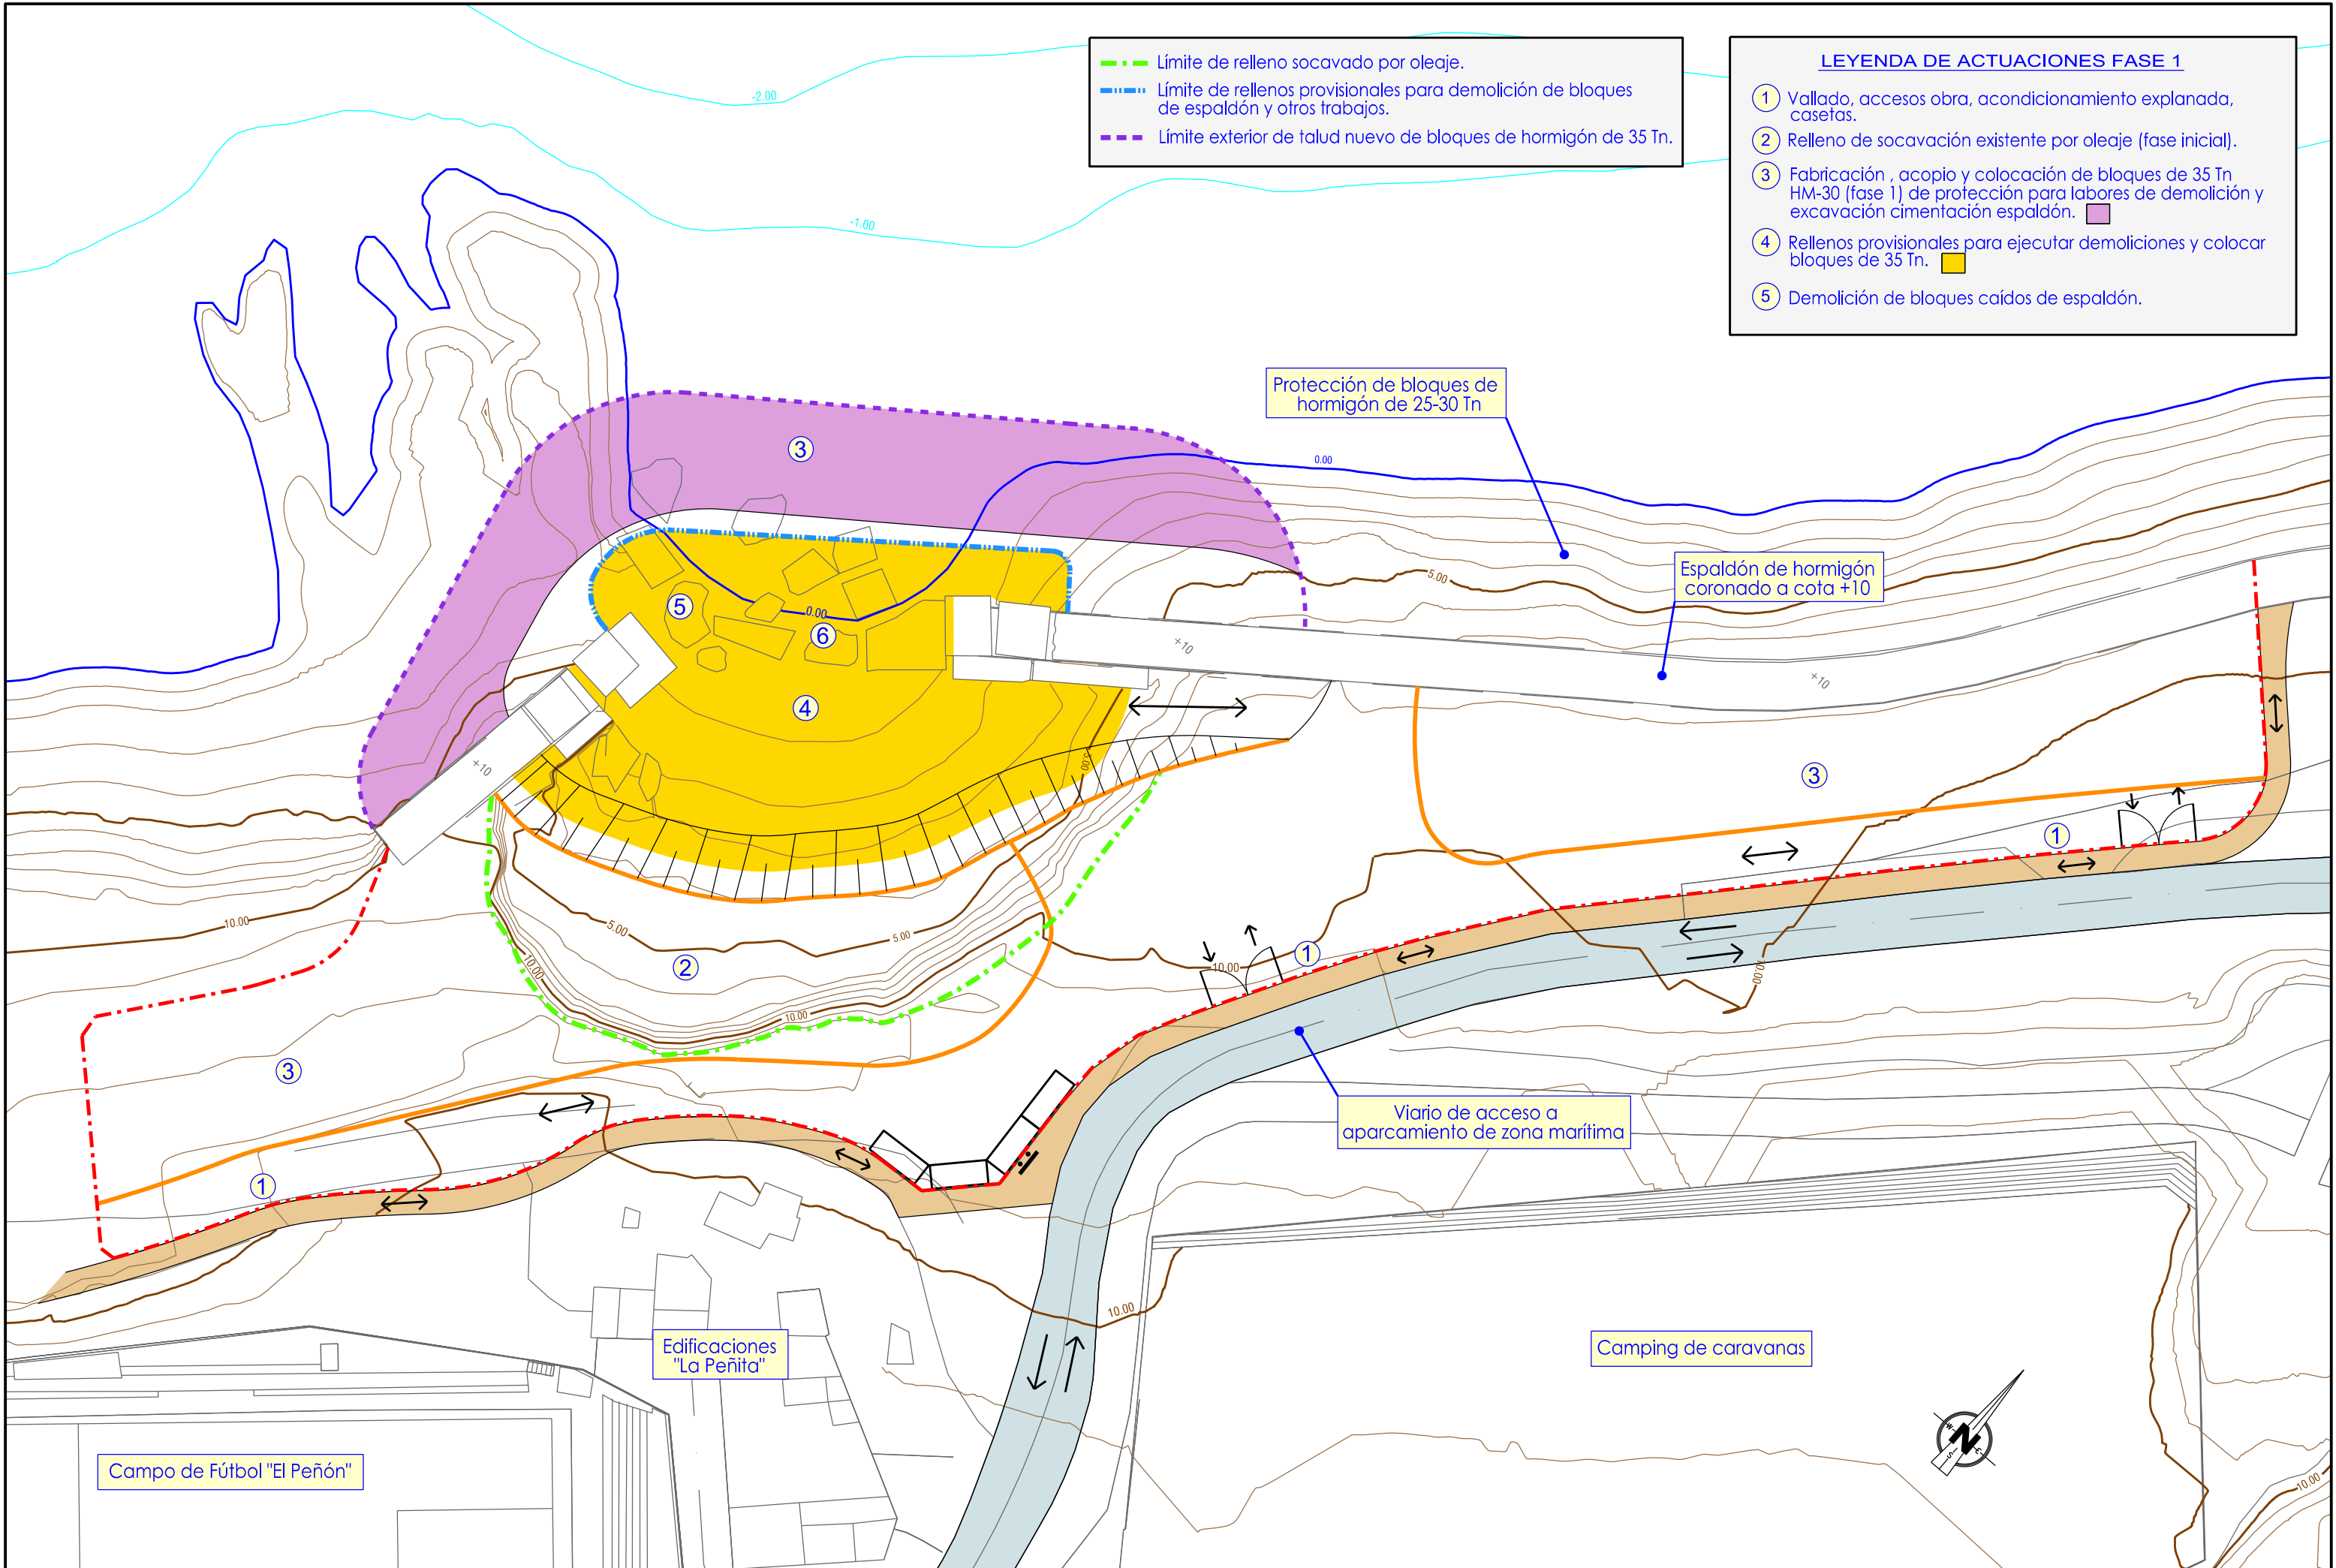 Límite de relleno socavado por oleaje.
Límite de rellenos provisionales para demolición de bloques
de espaldón y otros trabajos.
Límite exterior de talud nuevo de bloques de hormigón de 35 Tn.
LEYENDA DE ACTUACIONES FASE 1
1 Vallado, accesos obra, acondicionamiento explanada,
casetas.
2 Relleno de socavación existente por oleaje (fase inicial).
3 Fabricación , acopio y colocación de bloques de 35 Tn
HM-30 (fase 1) de protección para labores de demolición y
excavación cimentación espaldón.
4 Rellenos provisionales para ejecutar demoliciones y colocar
bloques de 35 Tn.
5 Demolición de bloques caídos de espaldón.
-2.00
-1.00
Protección de bloques de
hormigón de 25-30 Tn
3
0.00
Espaldón de hormigón
coronado a cota +10
5.00
5
0.00
6
+10
+10
4
+10
5.00
3
1
10.00
5.00
5.00
10.00
2
10.00
1
10.00
10.00
3
Viario de acceso a
aparcamiento de zona marítima
1
10.00
Edificaciones
"La Peñita"
Camping de caravanas
Campo de Fútbol "El Peñón"
N
S
E
W
10.00